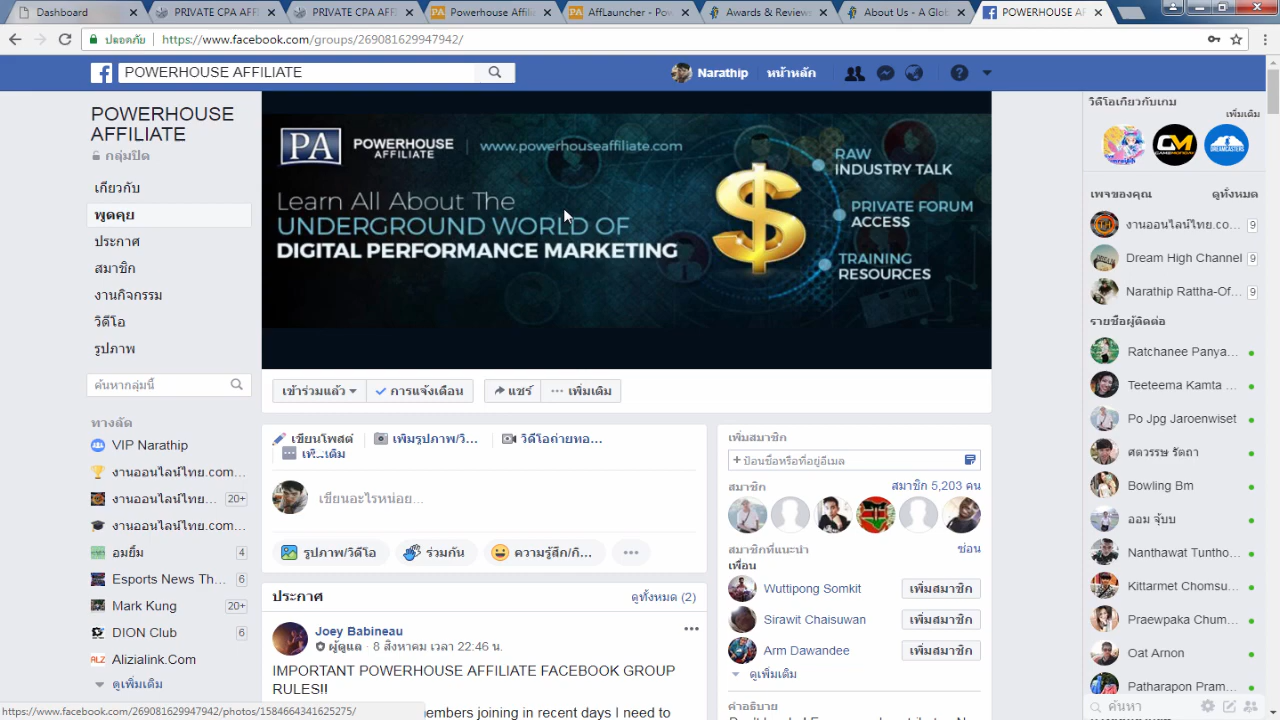 Dashboard
PRIVATE CPA AFF
PRIVATE CPA AFF
Powerhouse Affili
AffLauncher - Pow
Awards & Review
About Us - A Glob
POWERHOUSE AF
ปลอดภัย
https://www.facebook.com/groups/269081629947942/
POWERHOUSE AFFILIATE
Narathip
หน้าหลัก
POWERHOUSE
AFFILIATE
กลุ่มปิด
เกี่ยวกับ
พูดคุย
ประกาศ
สมาชิก
งานกิจกรรม
วิดีโอ
รูปภาพ
ค้นหากลุ่มนี้
ทางลัด
VIP Narathip
งานออนไลน์ไทย.com...
งานออนไลน์ไทย... 20+
งานออนไลน์ไทย.com...
อมยิ้ม 4
Esports News Th... 6
Mark Kung 20+
DION Club 6
ALZ Alizialink.Com
ดูเพิ่มเติม
PA POWERHOUSE AFFILIATE
www.powerhouseaffiliate.com
Learn All About The
UNDERGROUND WORLD OF
DIGITAL PERFORMANCE MARKETING
RAW
INDUSTRY TALK
PRIVATE FORUM
ACCESS
TRAINING
RESOURCES
เข้าร่วมแล้ว
การแจ้งเตือน
แชร์
เพิ่มเติม
เขียนโพสต์
เพิ่มรูปภาพ/วิ...
วิดีโอถ่ายทอ...
เพิ่มเติม
เขียนอะไรหน่อย...
รูปภาพ/วิดีโอ
ร่วมกัน
ความรู้สึก/กิ...
ประกาศ
ดูทั้งหมด (2)
Joey Babineau
ผู้ดูแล · 8 สิงหาคม เวลา 22:46 น.
IMPORTANT POWERHOUSE AFFILIATE FACEBOOK GROUP
RULES!!
embers joining in recent days I need to
https://www.facebook.com/269081629947942/photos/1584664341625275/
เพิ่มสมาชิก
+ ป้อนชื่อหรือที่อยู่อีเมล
สมาชิก
สมาชิก 5,203 คน
สมาชิกที่แนะนำ
ซ่อน
เพื่อน
Wuttipong Somkit
เพิ่มสมาชิก
Sirawit Chaisuwan
เพิ่มสมาชิก
Arm Dawandee
เพิ่มสมาชิก
ดูเพิ่มเติม
คำอธิบาย
วิดีโอเกี่ยวกับเกม
เพิ่มเติม
เพจของคุณ
ดูทั้งหมด
งานออนไลน์ไทย.co... 9
Dream High Channel 9
Narathip Rattha-Of... 9
รายชื่อผู้ติดต่อ
Ratchanee Panya...
Teeteema Kamta ...
Po Jpg Jaroenwiset
ศตวรรษ รัตถา
Bowling Bm
ออม จุ้บบ
Nanthawat Tuntho...
Kittarmet Chomsu...
Praewpaka Chum...
Oat Arnon
Patharapon Pram...
ค้นหา